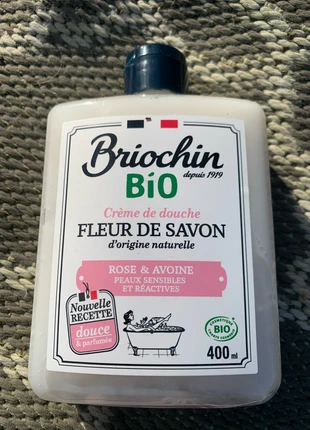 Briochin
depuis 1919
BiO
Crème de douche
FLEUR DE SAVON
d'origine naturelle
ROSE & AVOINE
PEAUX SENSIBLES
ET RÉACTIVES
Nouvelle
RECETTE
douce
& parfumée
BIO
400 ml